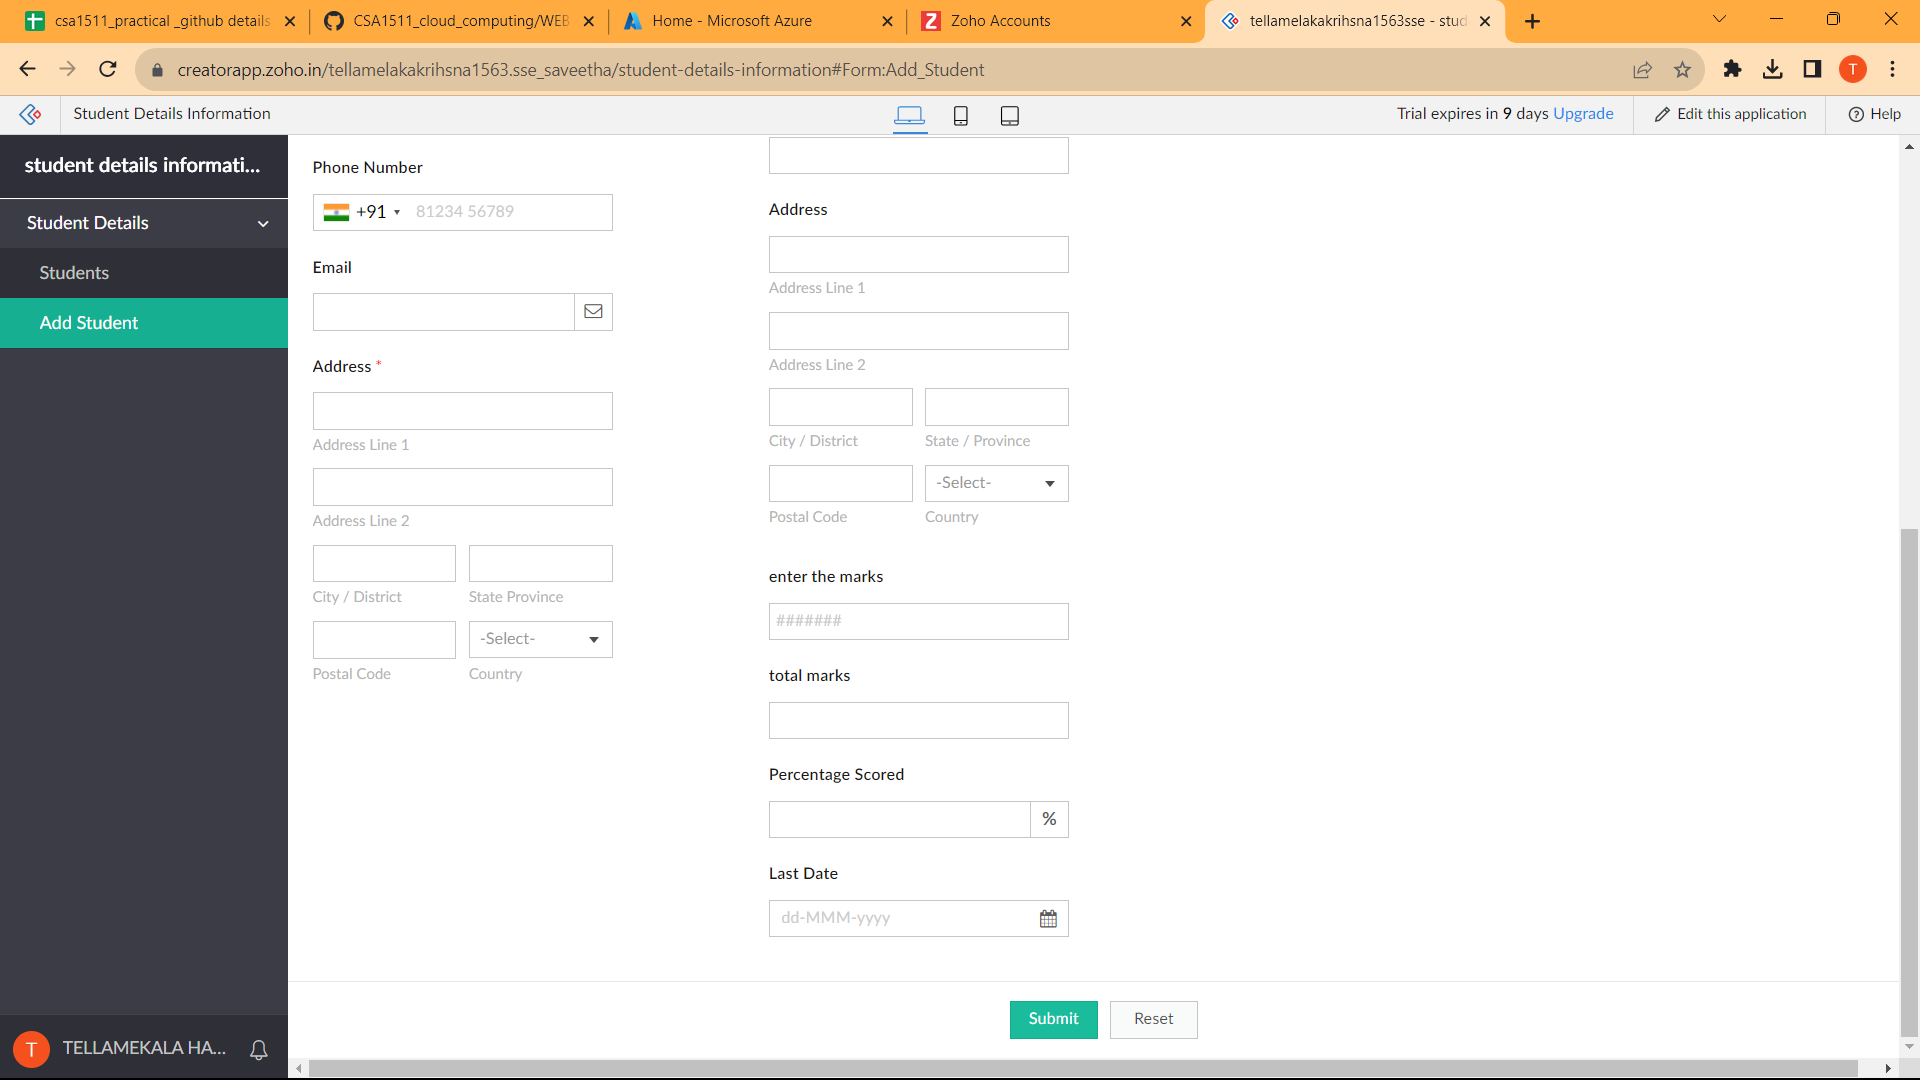 csa1511_practical _github details
CSA1511_cloud_computing/WEB
Home - Microsoft Azure
Zoho Accounts
tellamelakakrihsna1563sse - stud
creatorapp.zoho.in/tellamelakakrihsna1563.sse_saveetha/student-details-information#Form:Add_Student
T
Student Details Information
Trial expires in 9 days Upgrade
Edit this application
Help
student details informati...
Student Details
Students
Add Student
TELLAMEKALA HA...
T
Phone Number
+91 81234 56789
Email
Address *
Address Line 1
Address Line 2
City / District
State Province
-Select-
Postal Code
Country
Address
Address Line 1
Address Line 2
City / District
State / Province
-Select-
Postal Code
Country
enter the marks
#######
total marks
Percentage Scored
%
Last Date
dd-MMM-yyyy
Submit
Reset